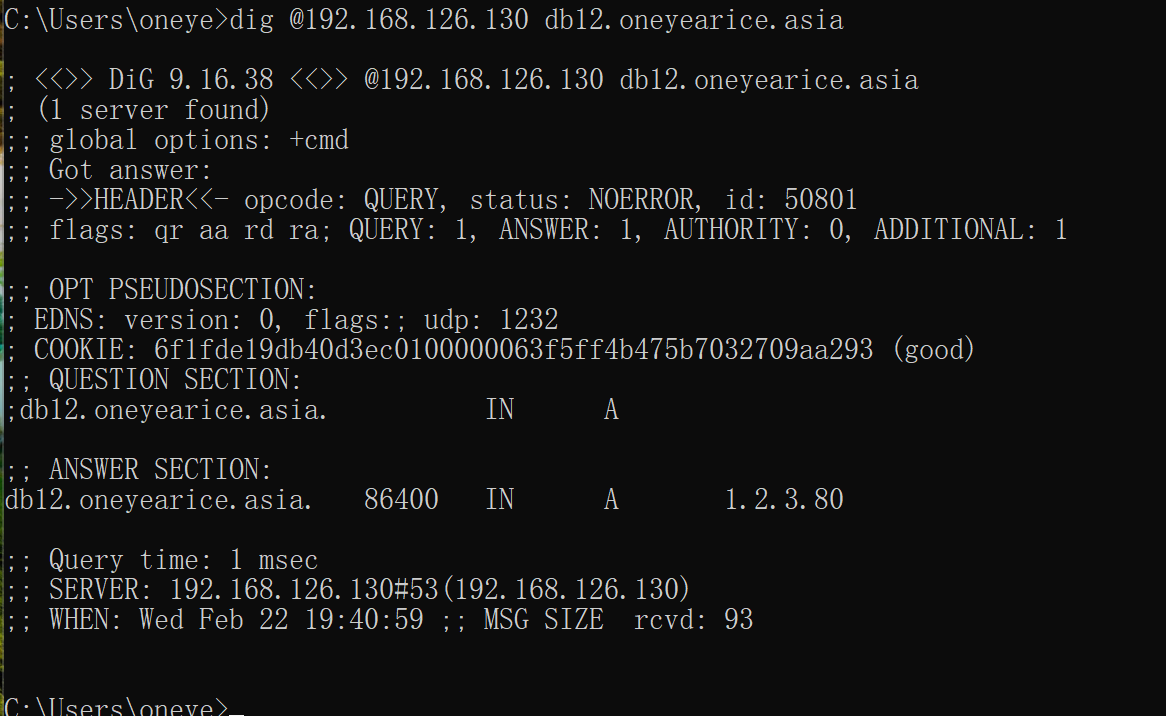 C:\Users\oneye>dig @192.168.126.130 db12.oneyearice.asia
; <<>> DiG 9.16.38 <<>> @192.168.126.130 db12.oneyearice.asia
; (1 server found)
;; global options: +cmd
;; Got answer:
;; ->>HEADER<<- opcode: QUERY, status: NOERROR, id: 50801
;; flags: qr aa rd ra; QUERY: 1, ANSWER: 1, AUTHORITY: 0, ADDITIONAL: 1
;; OPT PSEUDOSECTION:
; EDNS: version: 0, flags:; udp: 1232
; COOKIE: 6f1fde19db40d3ec0100000063f5ff4b475b7032709aa293 (good)
;; QUESTION SECTION:
;db12.oneyearice.asia. IN A
;; ANSWER SECTION:
db12.oneyearice.asia. 86400 IN A 1.2.3.80
;; Query time: 1 msec
;; SERVER: 192.168.126.130#53(192.168.126.130)
;; WHEN: Wed Feb 22 19:40:59 ;; MSG SIZE rcvd: 93
C:\Users\oneye>_